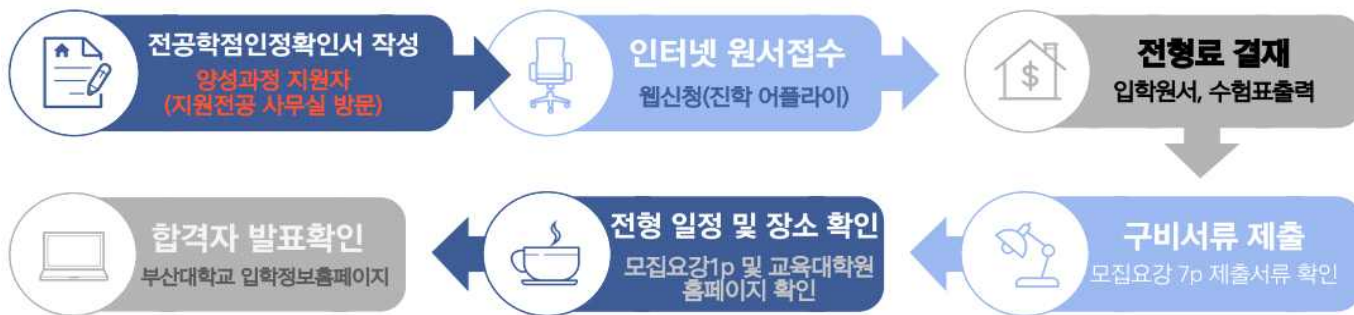 전공학점인정확인서 작성
양성과정 지원자
(지원전공 사무실 방문)
인터넷 원서접수
웹신청(진학 어플라이)
전형료 결재
입학원서, 수험표출력
구비서류 제출
모집요강 7p 제출서류 확인
전형 일정 및 장소 확인
모집요강1p 및 교육대학원
홈페이지 확인
합격자 발표확인
부산대학교 입학정보홈페이지